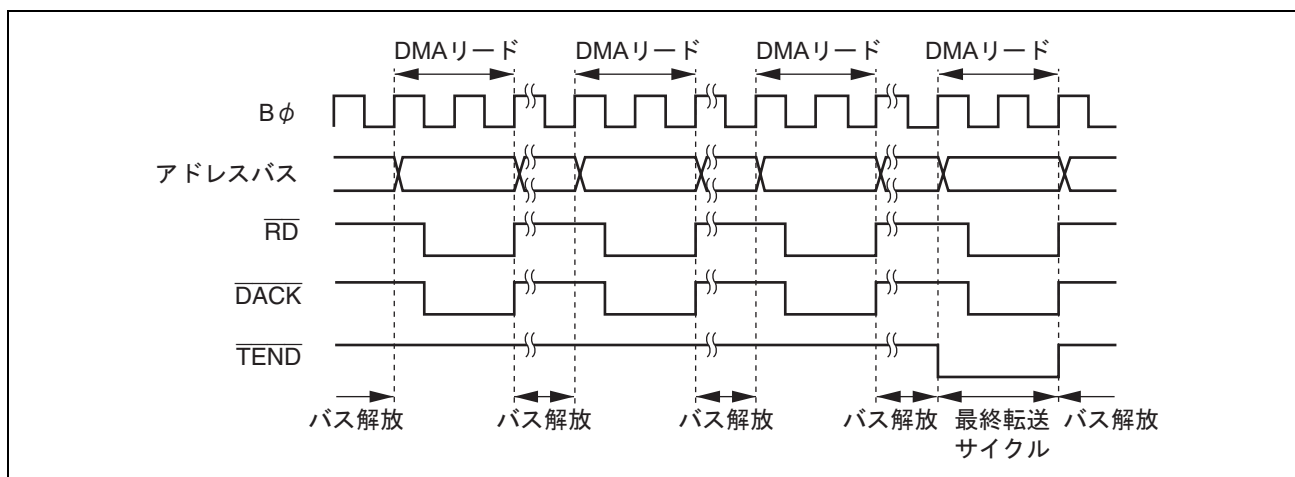 DMAリード DMAリード DMAリード DMAリード
Bφ
アドレスバス
RD
DACK
TEND
バス解放 バス解放 バス解放 バス解放 最終転送 バス解放
サイクル